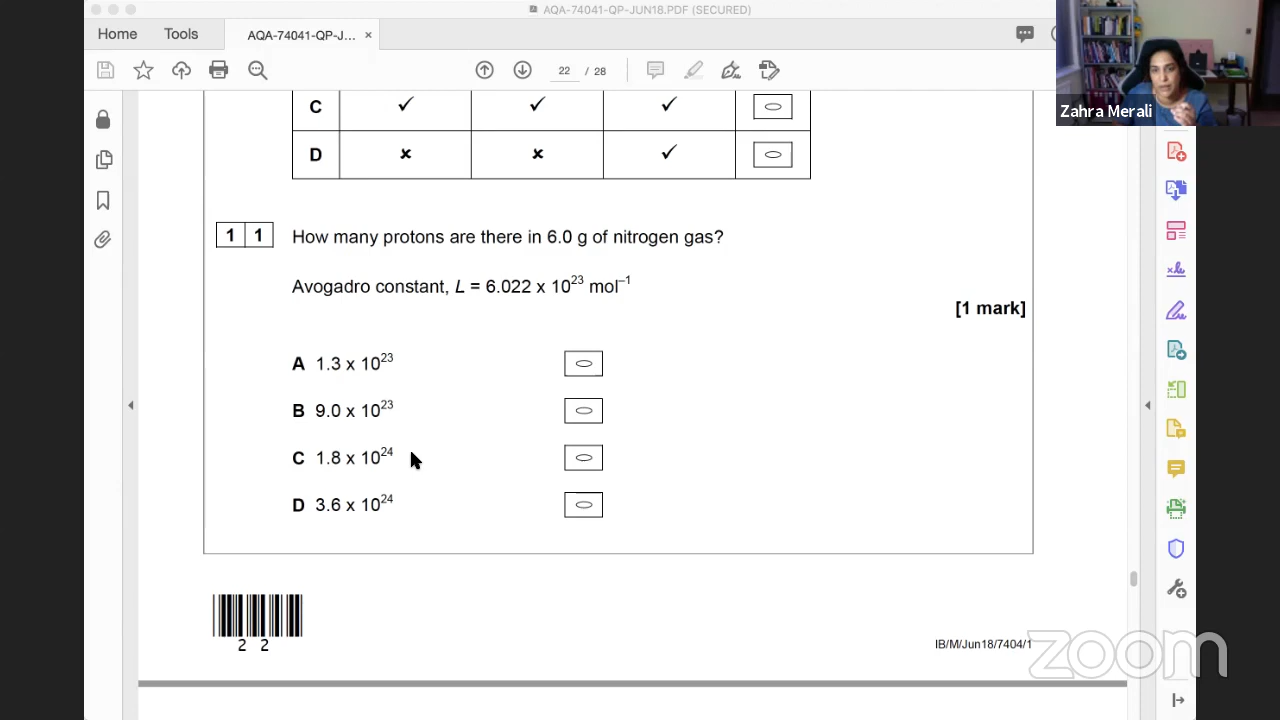 AQA-74041-QP-JUN18.PDF (SECURED)
Home Tools AQA-74041-QP-J... ×
22 / 28
C ✓ ✓ ✓
D × × ✓
1 1 How many protons are there in 6.0 g of nitrogen gas?
Avogadro constant, L = 6.022 x 10²³ mol⁻¹
[1 mark]
A 1.3 x 10²³
B 9.0 x 10²³
C 1.8 x 10²⁴
D 3.6 x 10²⁴
2 2
IB/M/Jun18/7404/1
Zahra Merali
zoom